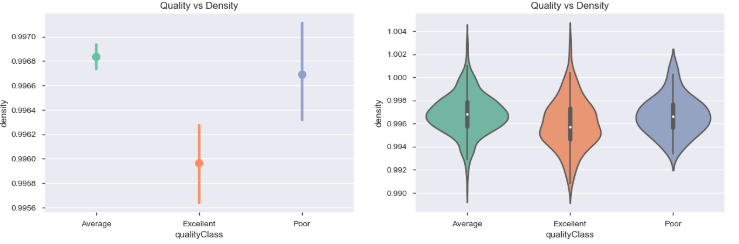 Quality vs Density
0.9970
0.9968
0.9966
0.9964
0.9962
0.9960
0.9958
0.9956
density
Average
Excellent
Poor
qualityClass
Quality vs Density
1.004
1.002
1.000
0.998
0.996
0.994
0.992
0.990
density
Average
Excellent
Poor
qualityClass